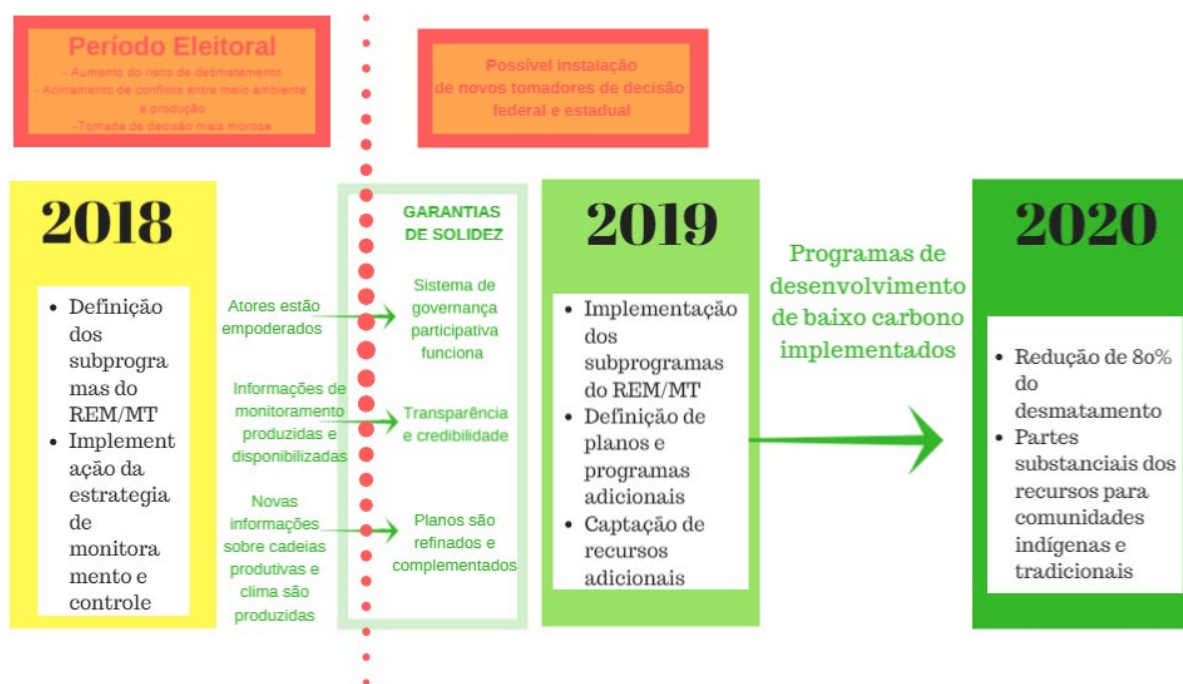 Período Eleitoral
- Aumento do risco de desmatamento
- Acirramento de conflitos entre meio ambiente
e produção
-Tomada de decisão mais morosa
Possível instalação
de novos tomadores de decisão
federal e estadual
2018
• Definição
dos
subprogra
mas do
REM/MT
• Implement
ação da
estrategia
de
monitora
mento e
controle
Atores estão
empoderados
Informações de
monitoramento
produzidas e
disponibilizadas
Novas
informações
sobre cadeias
produtivas e
clima são
produzidas
GARANTIAS
DE SOLIDEZ
Sistema de
governança
participativa
funciona
Transparência
e credibilidade
Planos são
refinados e
complementados
2019
• Implementação
dos
subprogramas
do REM/MT
• Definição de
planos e
programas
adicionais
• Captação de
recursos
adicionais
Programas de
desenvolvimento
de baixo carbono
implementados
2020
• Redução de 80%
do
desmatamento
• Partes
substanciais dos
recursos para
comunidades
indígenas e
tradicionais